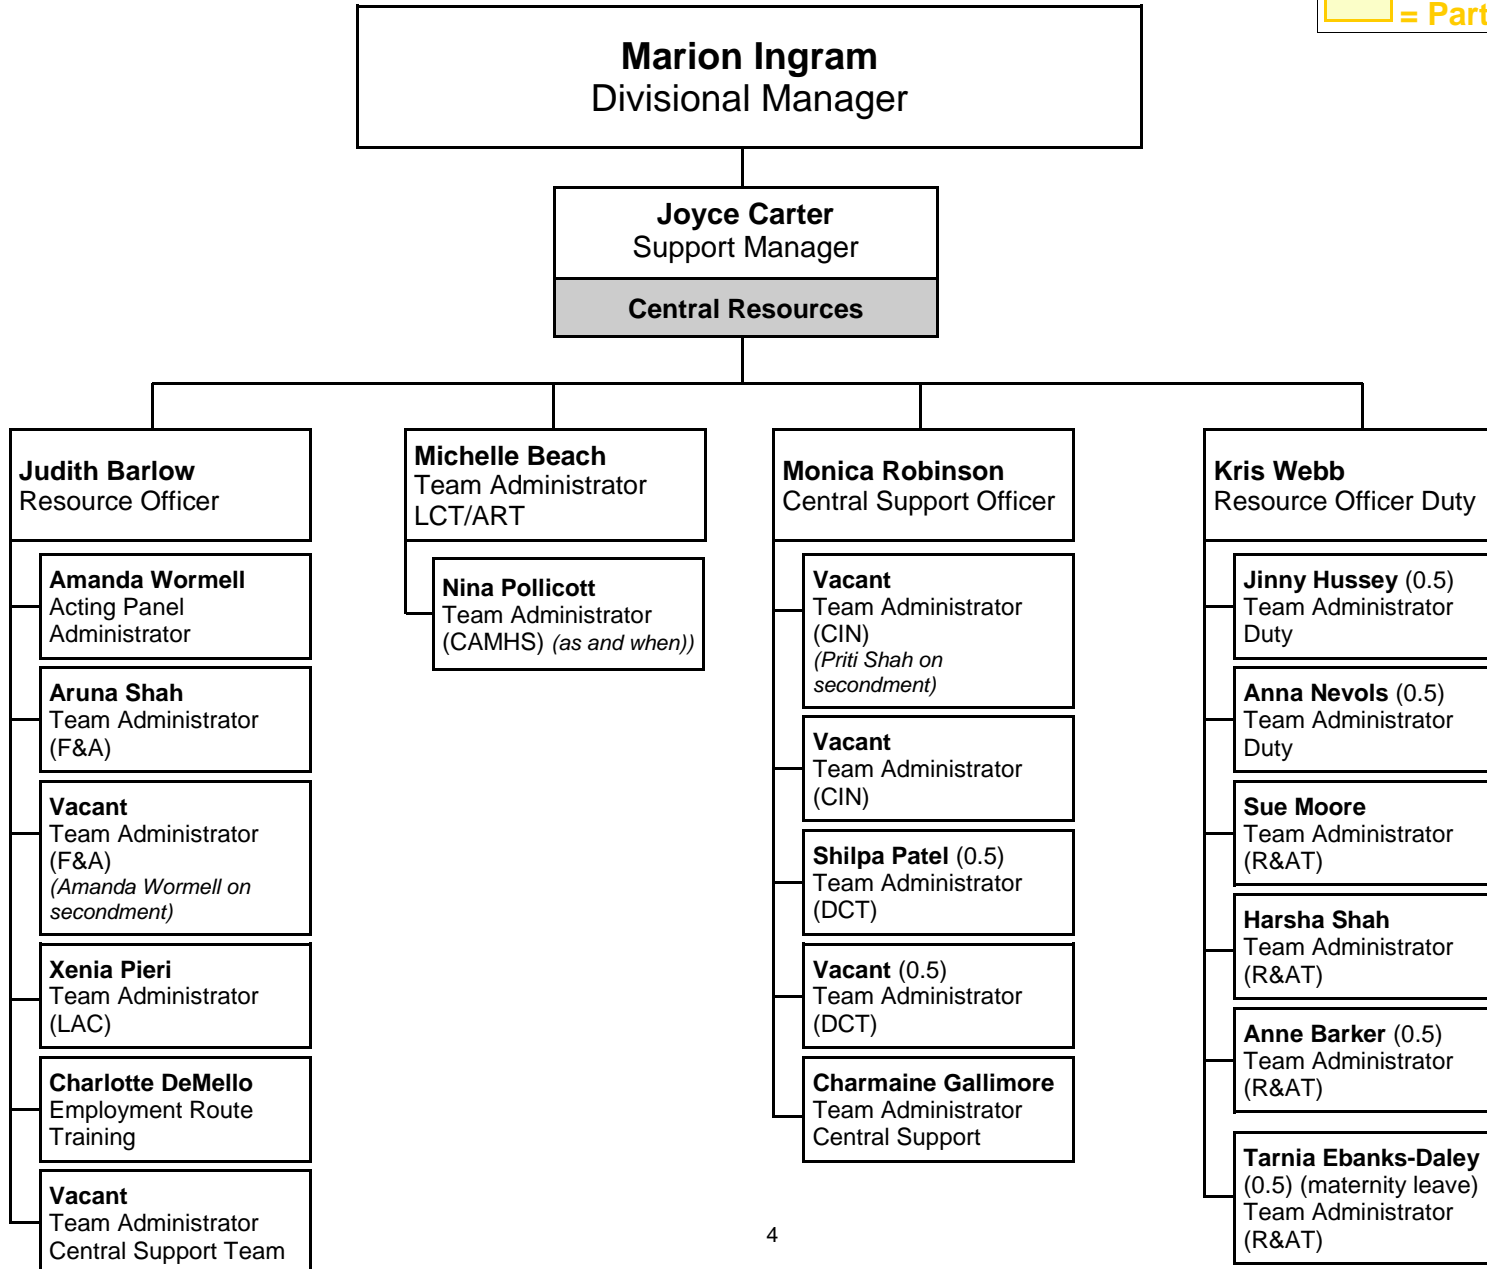 = Part
Marion Ingram
Divisional Manager
Joyce Carter
Support Manager
Central Resources
Judith Barlow
Resource Officer
Amanda Wormell
Acting Panel
Administrator
Aruna Shah
Team Administrator
(F&A)
Vacant
Team Administrator
(F&A)
(Amanda Wormell on
secondment)
Xenia Pieri
Team Administrator
(LAC)
Charlotte DeMello
Employment Route
Training
Vacant
Team Administrator
Central Support Team
Michelle Beach
Team Administrator
LCT/ART
Nina Pollicott
Team Administrator
(CAMHS) (as and when))
Monica Robinson
Central Support Officer
Vacant
Team Administrator
(CIN)
(Priti Shah on
secondment)
Vacant
Team Administrator
(CIN)
Shilpa Patel (0.5)
Team Administrator
(DCT)
Vacant (0.5)
Team Administrator
(DCT)
Charmaine Gallimore
Team Administrator
Central Support
Kris Webb
Resource Officer Duty
Jinny Hussey (0.5)
Team Administrator
Duty
Anna Nevols (0.5)
Team Administrator
Duty
Sue Moore
Team Administrator
(R&AT)
Harsha Shah
Team Administrator
(R&AT)
Anne Barker (0.5)
Team Administrator
(R&AT)
Tarnia Ebanks-Daley
(0.5) (maternity leave)
Team Administrator
(R&AT)
4